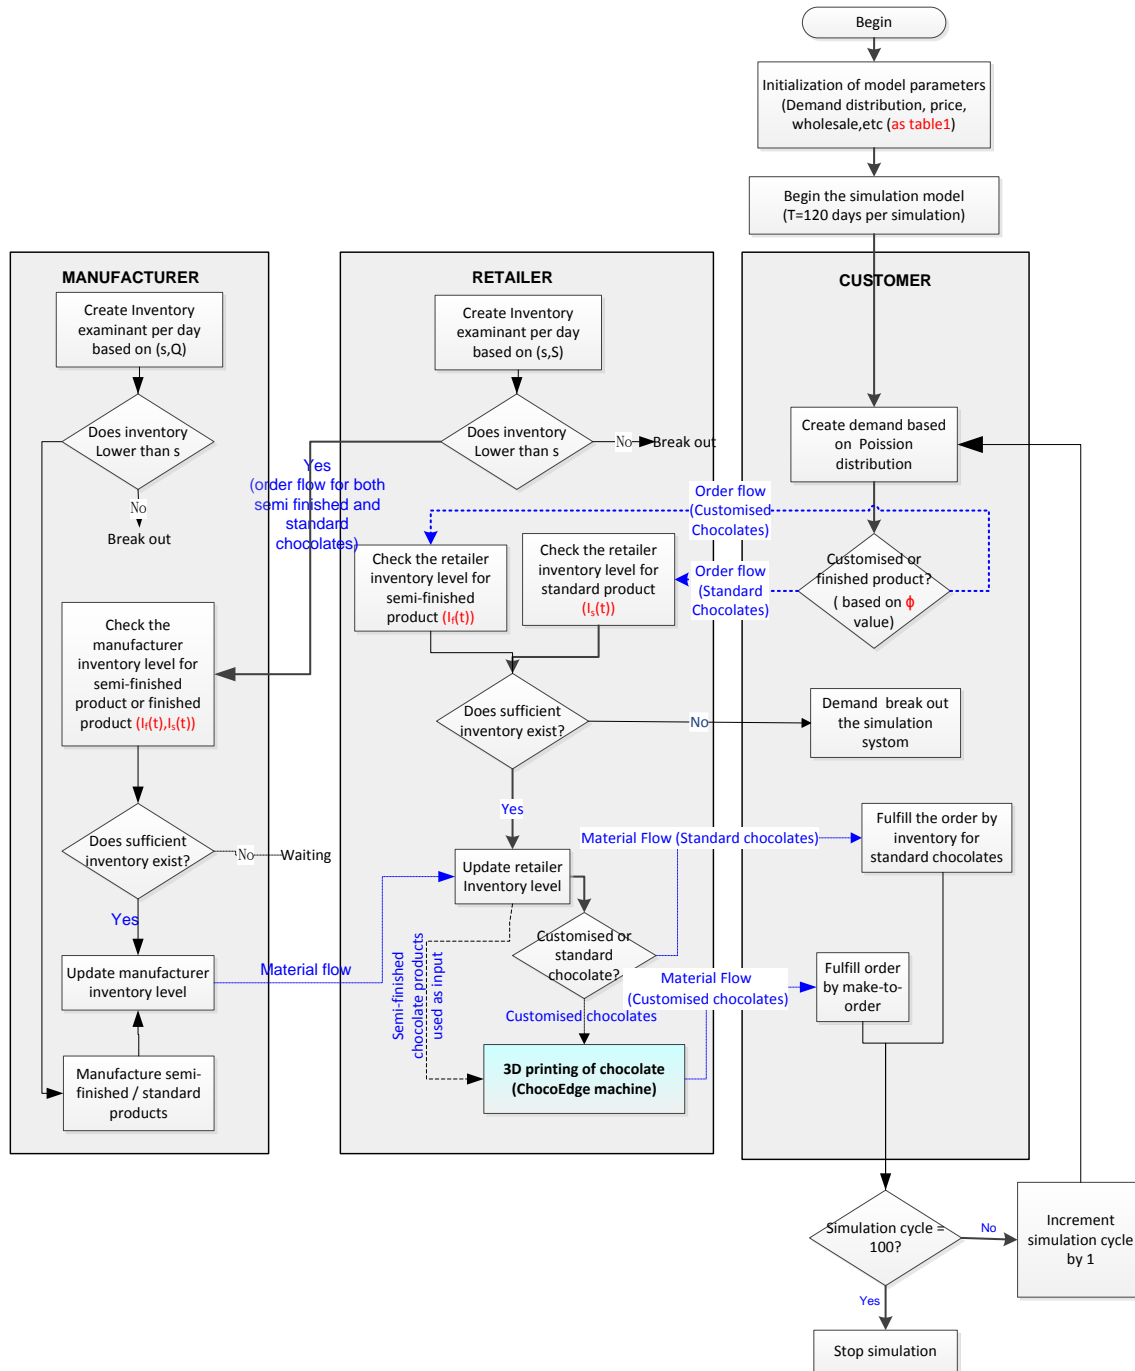 Begin
Initialization of model parameters
(Demand distribution, price,
wholesale,etc (as table1)
Begin the simulation model
(T=120 days per simulation)
MANUFACTURER
Create Inventory
examinant per day
based on (s,Q)
Does inventory
Lower than s
No
Break out
Check the
manufacturer
inventory level for
semi-finished
product or finished
product (If(t),Is(t))
Does sufficient
inventory exist?
No
Waiting
Yes
Update manufacturer
inventory level
Manufacture semi-
finished / standard
products
Yes
(order flow for both
semi finished and
standard
chocolates)
Material flow
RETAILER
Create Inventory
examinant per day
based on (s,S)
Does inventory
Lower than s
No
Break out
Check the retailer
inventory level for
semi-finished
product (If(t))
Check the retailer
inventory level for
standard product
(Is(t))
Does sufficient
inventory exist?
No
Yes
Update retailer
Inventory level
Customised or
standard
chocolate?
Semi-finished
chocolate products
used as input
Customised chocolates
3D printing of chocolate
(ChocoEdge machine)
Order flow
(Customised
Chocolates)
Order flow
(Standard
Chocolates)
Material Flow (Standard chocolates)
Material Flow
(Customised chocolates)
CUSTOMER
Create demand based
on Poission
distribution
Customised or
finished product?
( based on ϕ
value)
Demand break out
the simulation
systom
Fulfill the order by
inventory for
standard chocolates
Fulfill order
by make-to-
order
Simulation cycle =
100?
No
Increment
simulation cycle
by 1
Yes
Stop simulation